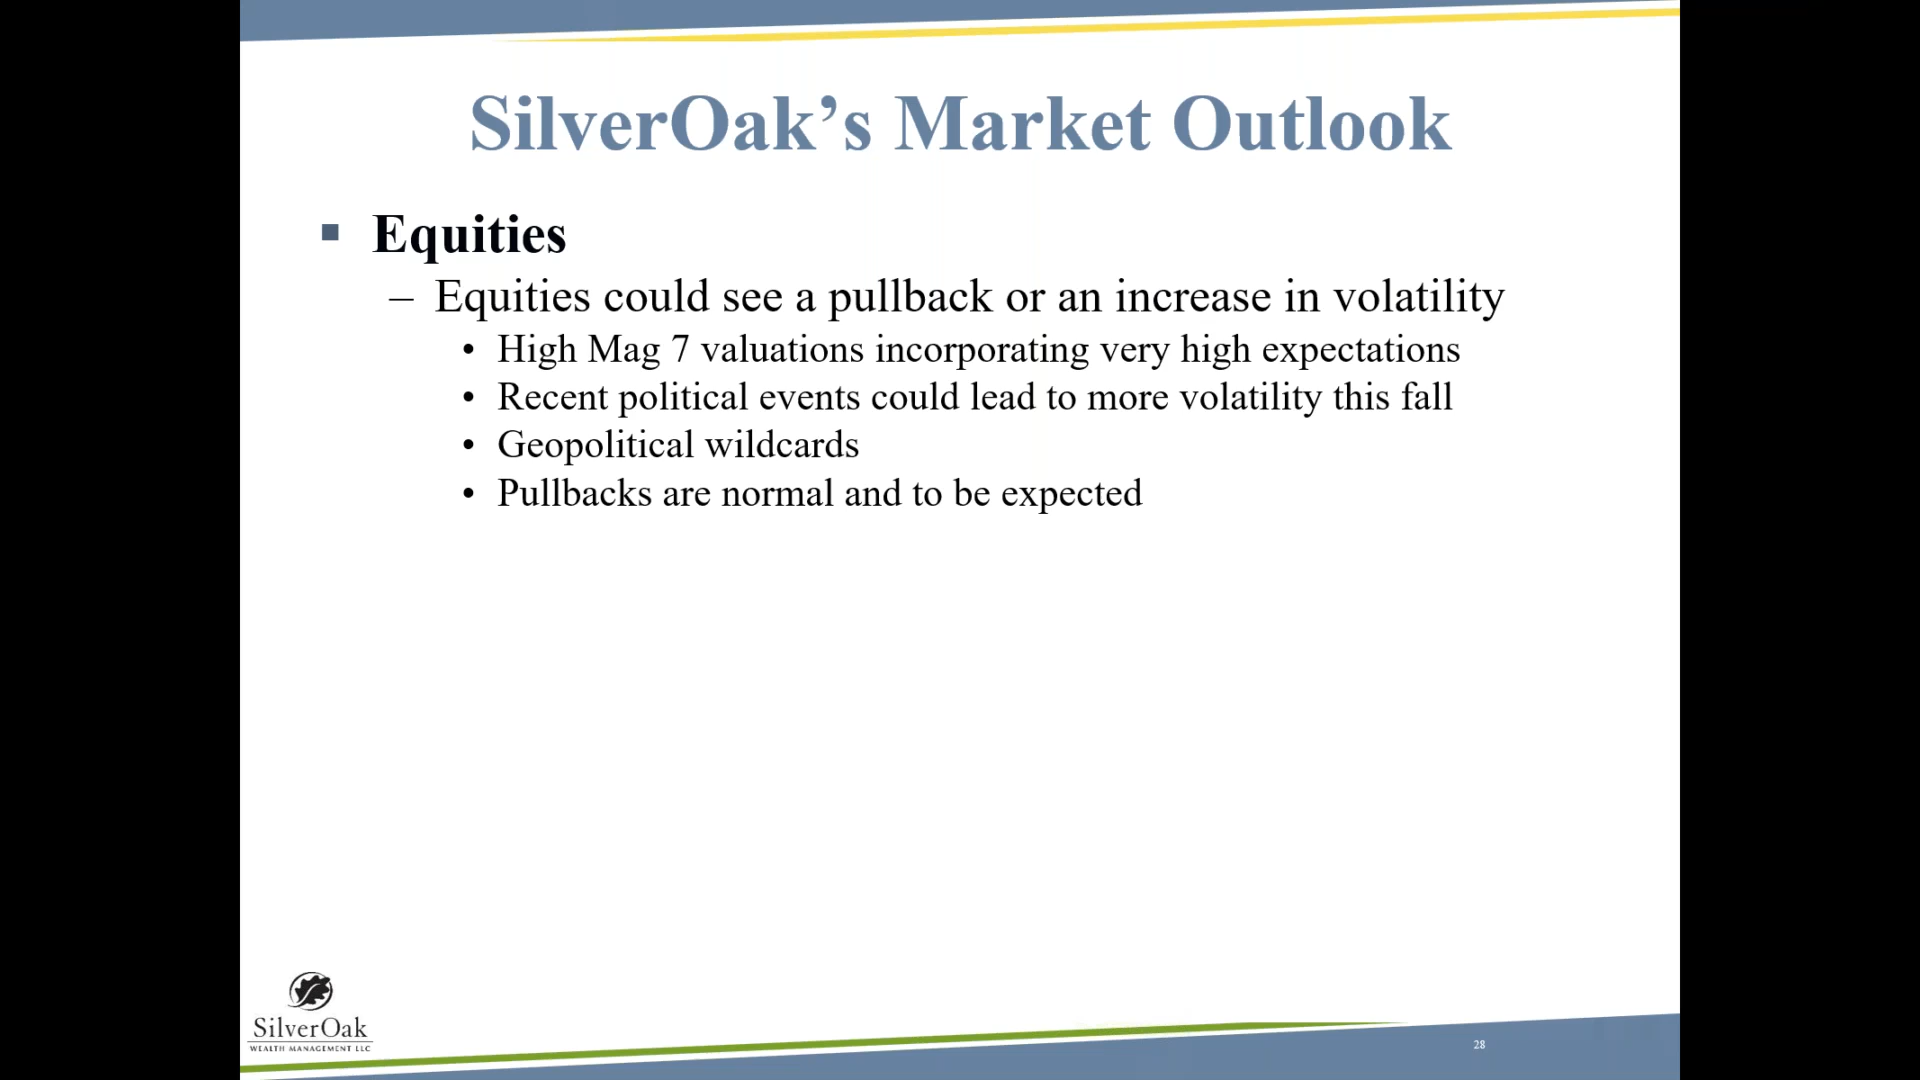 SilverOak’s Market Outlook
▪ Equities
– Equities could see a pullback or an increase in volatility
• High Mag 7 valuations incorporating very high expectations
• Recent political events could lead to more volatility this fall
• Geopolitical wildcards
• Pullbacks are normal and to be expected
SilverOak
WEALTH MANAGEMENT LLC
28